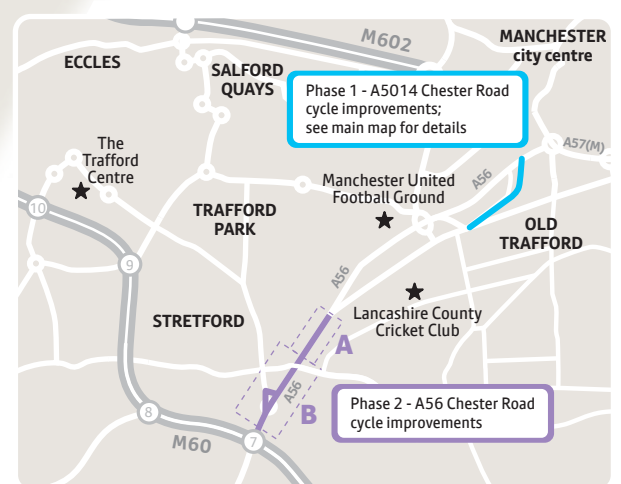 M602
MANCHESTER
city centre
ECCLES
SALFORD
QUAYS
Phase 1 - A5014 Chester Road
cycle improvements;
see main map for details
A57(M)
The
Trafford
Centre
A56
Manchester United
Football Ground
10
TRAFFORD
PARK
OLD
TRAFFORD
9
A56
STRETFORD
Lancashire County
Cricket Club
A
A56
B
Phase 2 - A56 Chester Road
cycle improvements
8
M60
7